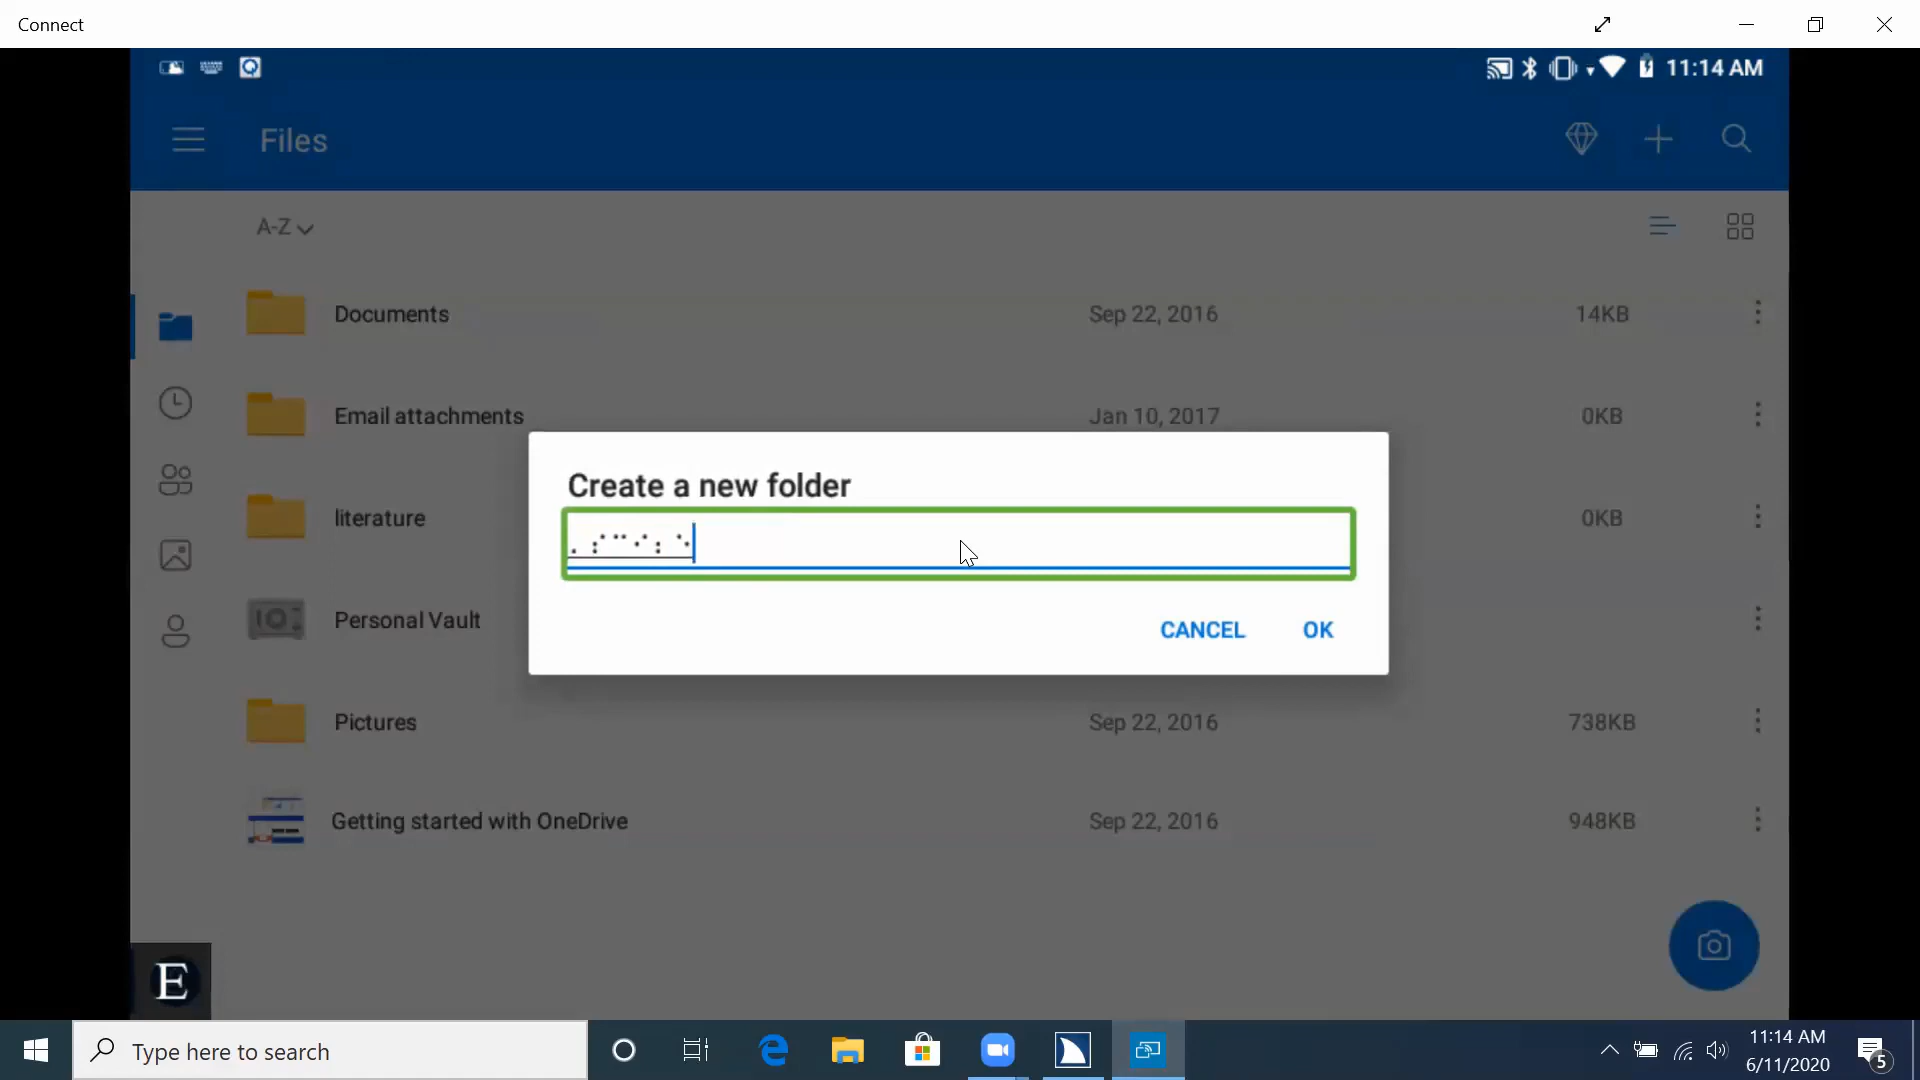 Connect
11:14 AM
Files
A-Z
Documents Sep 22, 2016 14KB
Email attachments Jan 10, 2017 0KB
Create a new folder
literature 0KB
CANCEL OK
Personal Vault
Pictures Sep 22, 2016 738KB
Getting started with OneDrive Sep 22, 2016 948KB
E
Type here to search
11:14 AM
6/11/2020
5